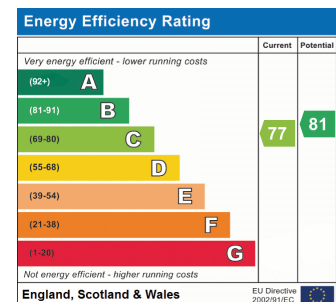 Energy Efficiency Rating
Current Potential
Very energy efficient - lower running costs
(92+) A
(81-91) B
(69-80) C
(55-68) D
(39-54) E
(21-38) F
(1-20) G
77
81
Not energy efficient - higher running costs
England, Scotland & Wales
EU Directive
2002/91/EC